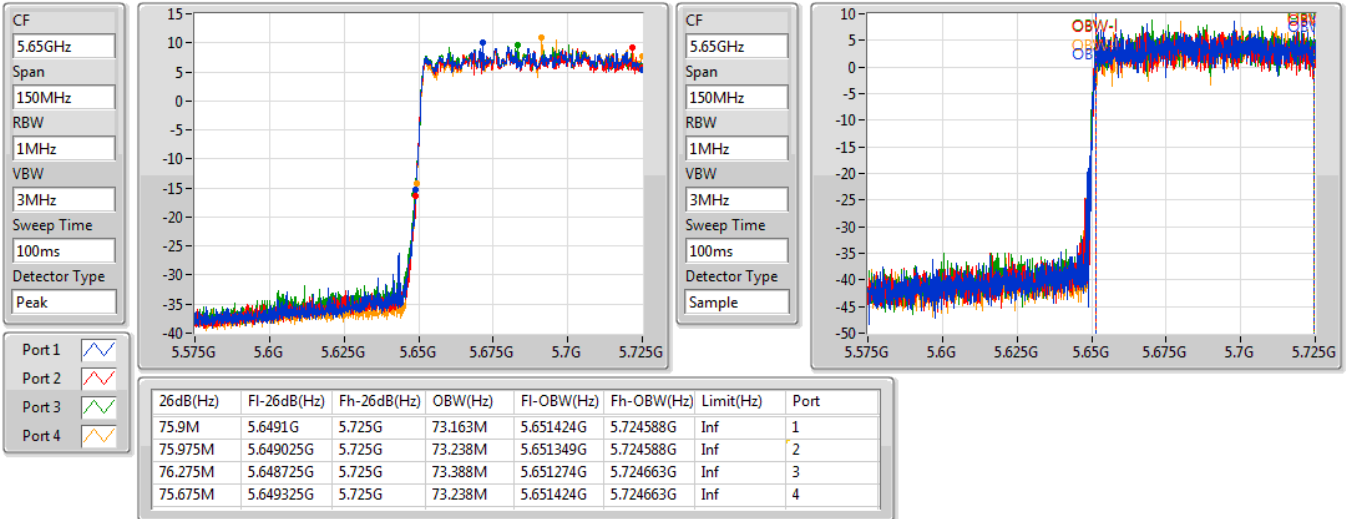 CF
5.65GHz
Span
150MHz
RBW
1MHz
VBW
3MHz
Sweep Time
100ms
Detector Type
Peak
15
10
5
0
-5
-10
-15
-20
-25
-30
-35
-40
5.575G 5.6G 5.625G 5.65G 5.675G 5.7G 5.725G
CF
5.65GHz
Span
150MHz
RBW
1MHz
VBW
3MHz
Sweep Time
100ms
Detector Type
Sample
10
5
0
-5
-10
-15
-20
-25
-30
-35
-40
-45
-50
OBW-l
5.575G 5.6G 5.625G 5.65G 5.675G 5.7G 5.725G
Port 1
Port 2
Port 3
Port 4
26dB(Hz) Fl-26dB(Hz) Fh-26dB(Hz) OBW(Hz) Fl-OBW(Hz) Fh-OBW(Hz) Limit(Hz) Port
75.9M 5.6491G 5.725G 73.163M 5.651424G 5.724588G Inf 1
75.975M 5.649025G 5.725G 73.238M 5.651349G 5.724588G Inf 2
76.275M 5.648725G 5.725G 73.388M 5.651274G 5.724663G Inf 3
75.675M 5.649325G 5.725G 73.238M 5.651424G 5.724663G Inf 4